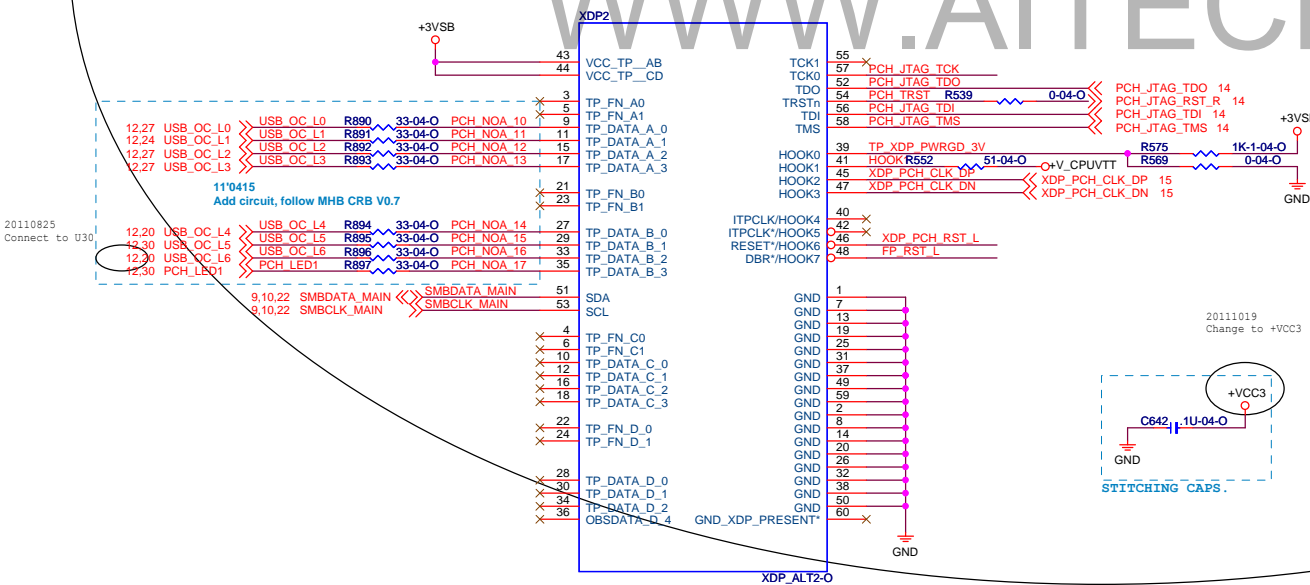 WWW.AITECH
XDP2
+3VSB
43 VCC_TP__AB
44 VCC_TP__CD
3 TP_FN_A0
5 TP_FN_A1
12,27 USB_OC_L0 USB_OC_L0 R890 33-04-O PCH_NOA_10 9 TP_DATA_A_0
12,24 USB_OC_L1 USB_OC_L1 R891 33-04-O PCH_NOA_11 11 TP_DATA_A_1
12,27 USB_OC_L2 USB_OC_L2 R892 33-04-O PCH_NOA_12 15 TP_DATA_A_2
12,27 USB_OC_L3 USB_OC_L3 R893 33-04-O PCH_NOA_13 17 TP_DATA_A_3
11'0415
Add circuit, follow MHB CRB V0.7
21 TP_FN_B0
23 TP_FN_B1
20110825
Connect to U30
12,20 USB_OC_L4 USB_OC_L4 R894 33-04-O PCH_NOA_14 27 TP_DATA_B_0
12,30 USB_OC_L5 USB_OC_L5 R895 33-04-O PCH_NOA_15 29 TP_DATA_B_1
USB_OC_L6 USB_OC_L6 R896 33-04-O PCH_NOA_16 33 TP_DATA_B_2
12,30 PCH_LED1 PCH_LED1 R897 33-04-O PCH_NOA_17 35 TP_DATA_B_3
9,10,22 SMBDATA_MAIN SMBDATA_MAIN 51 SDA
9,10,22 SMBCLK_MAIN SMBCLK_MAIN 53 SCL
4 TP_FN_C0
6 TP_FN_C1
10 TP_DATA_C_0
12 TP_DATA_C_1
16 TP_DATA_C_2
18 TP_DATA_C_3
22 TP_FN_D_0
24 TP_FN_D_1
28 TP_DATA_D_0
30 TP_DATA_D_1
34 TP_DATA_D_2
36 OBSDATA_D_4
TCK1 55
TCK0 57 PCH_JTAG_TCK
TDO 52 PCH_JTAG_TDO PCH_JTAG_TDO 14
TRSTn 54 PCH_TRST R539 0-04-O PCH_JTAG_RST_R 14
TDI 56 PCH_JTAG_TDI PCH_JTAG_TDI 14
TMS 58 PCH_JTAG_TMS PCH_JTAG_TMS 14
HOOK0 39 TP_XDP_PWRGD_3V R575 1K-1-04-O +3VS
HOOK1 41 HOOK R552 51-04-O +V_CPUVTT R569 0-04-O GND
HOOK2 45 XDP_PCH_CLK_DP XDP_PCH_CLK_DP 15
HOOK3 47 XDP_PCH_CLK_DN XDP_PCH_CLK_DN 15
ITPCLK/HOOK4 40
ITPCLK*/HOOK5 42
RESET*/HOOK6 46 XDP_PCH_RST_L
DBR*/HOOK7 48 FP_RST_L
GND 1
GND 7
GND 13
GND 19
GND 25
GND 31
GND 37
GND 49
GND 59
GND 2
GND 8
GND 14
GND 20
GND 26
GND 32
GND 38
GND 50
GND_XDP_PRESENT* 60
GND
XDP_ALT2-O
20111019
Change to +VCC3
+VCC3
C642 .1U-04-O
GND
STITCHING CAPS.